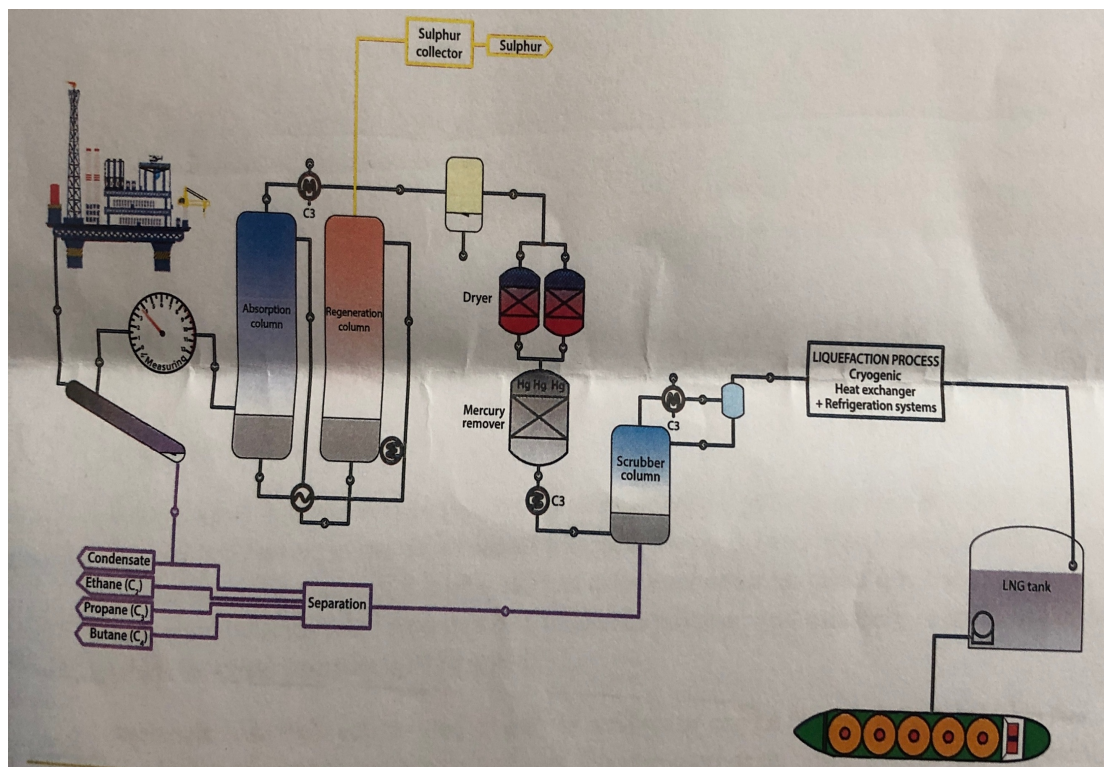 Sulphur
collector
Sulphur
C3
Absorption
column
Regeneration
column
Measuring
Dryer
Hg Hg Hg
Mercury
remover
C3
C3
Scrubber
column
LIQUEFACTION PROCESS
Cryogenic
Heat exchanger
+ Refrigeration systems
LNG tank
Condensate
Ethane (C₂)
Propane (C₃)
Butane (C₄)
Separation